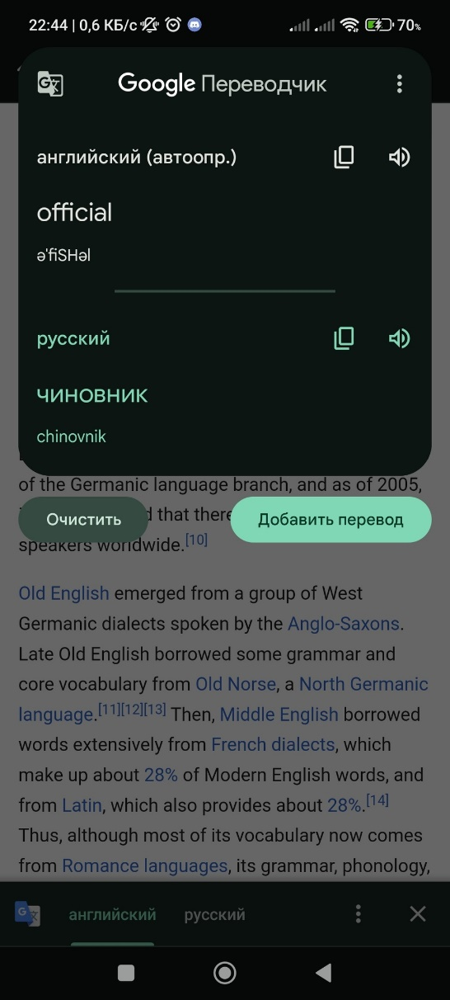 22:44 | 0,6 КБ/с
70%
Google Переводчик
английский (автоопр.)
official
əˈfiSHəl
русский
чиновник
chinovnik
of the Germanic language branch, and as of 2005,
Очистить
d that there
Добавить перевод
speakers worldwide.[10]
Old English emerged from a group of West
Germanic dialects spoken by the Anglo-Saxons.
Late Old English borrowed some grammar and
core vocabulary from Old Norse, a North Germanic
language.[11][12][13] Then, Middle English borrowed
words extensively from French dialects, which
make up about 28% of Modern English words, and
from Latin, which also provides about 28%.[14]
Thus, although most of its vocabulary now comes
from Romance languages, its grammar, phonology,
английский русский